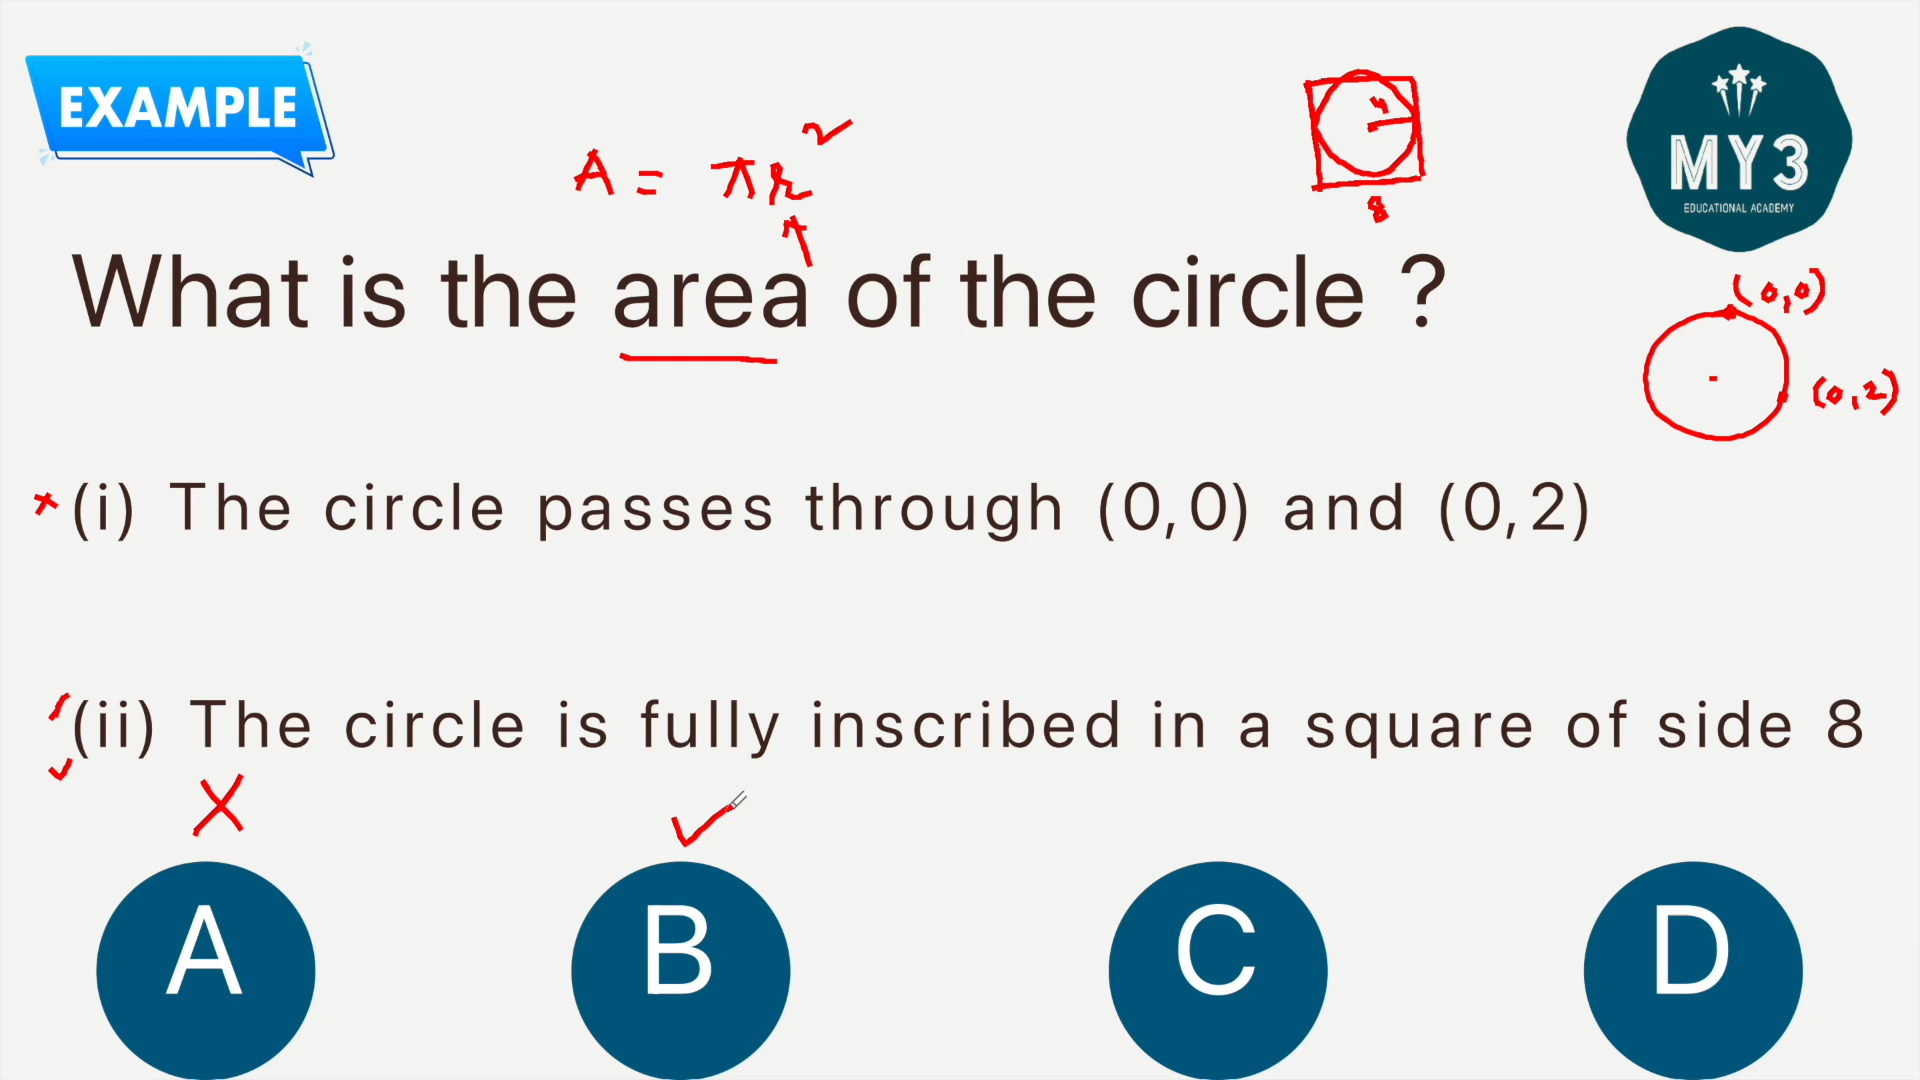 EXAMPLE
MY3
EDUCATIONAL ACADEMY
A = πr²
8
What is the area of the circle ?
(0,0)
(0,2)
(i) The circle passes through (0,0) and (0,2)
(ii) The circle is fully inscribed in a square of side 8
A
B
C
D